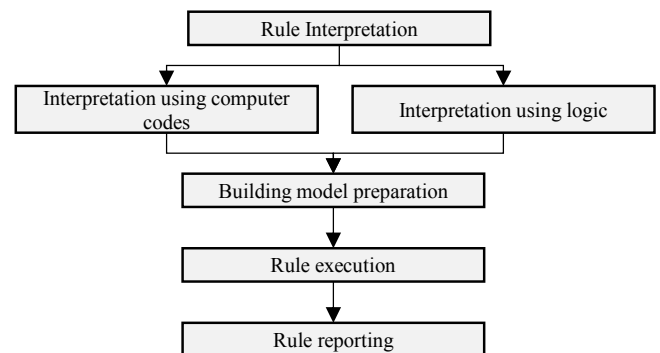 Rule Interpretation
Interpretation using computer
codes
Interpretation using logic
Building model preparation
Rule execution
Rule reporting